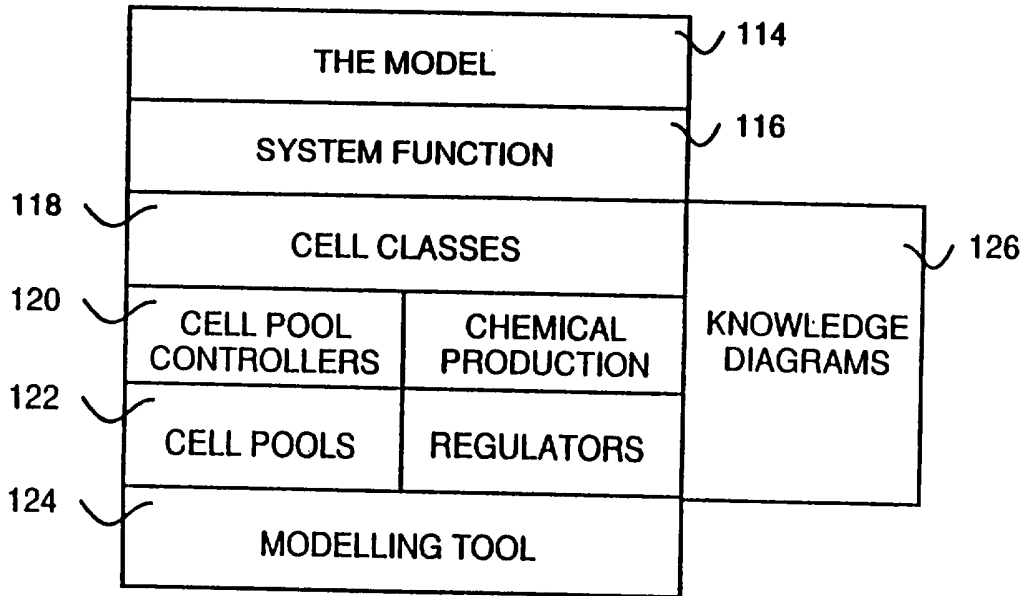 THE MODEL
114
SYSTEM FUNCTION
116
118
CELL CLASSES
126
120
CELL POOL
CONTROLLERS
CHEMICAL
PRODUCTION
KNOWLEDGE
DIAGRAMS
122
CELL POOLS
REGULATORS
124
MODELLING TOOL